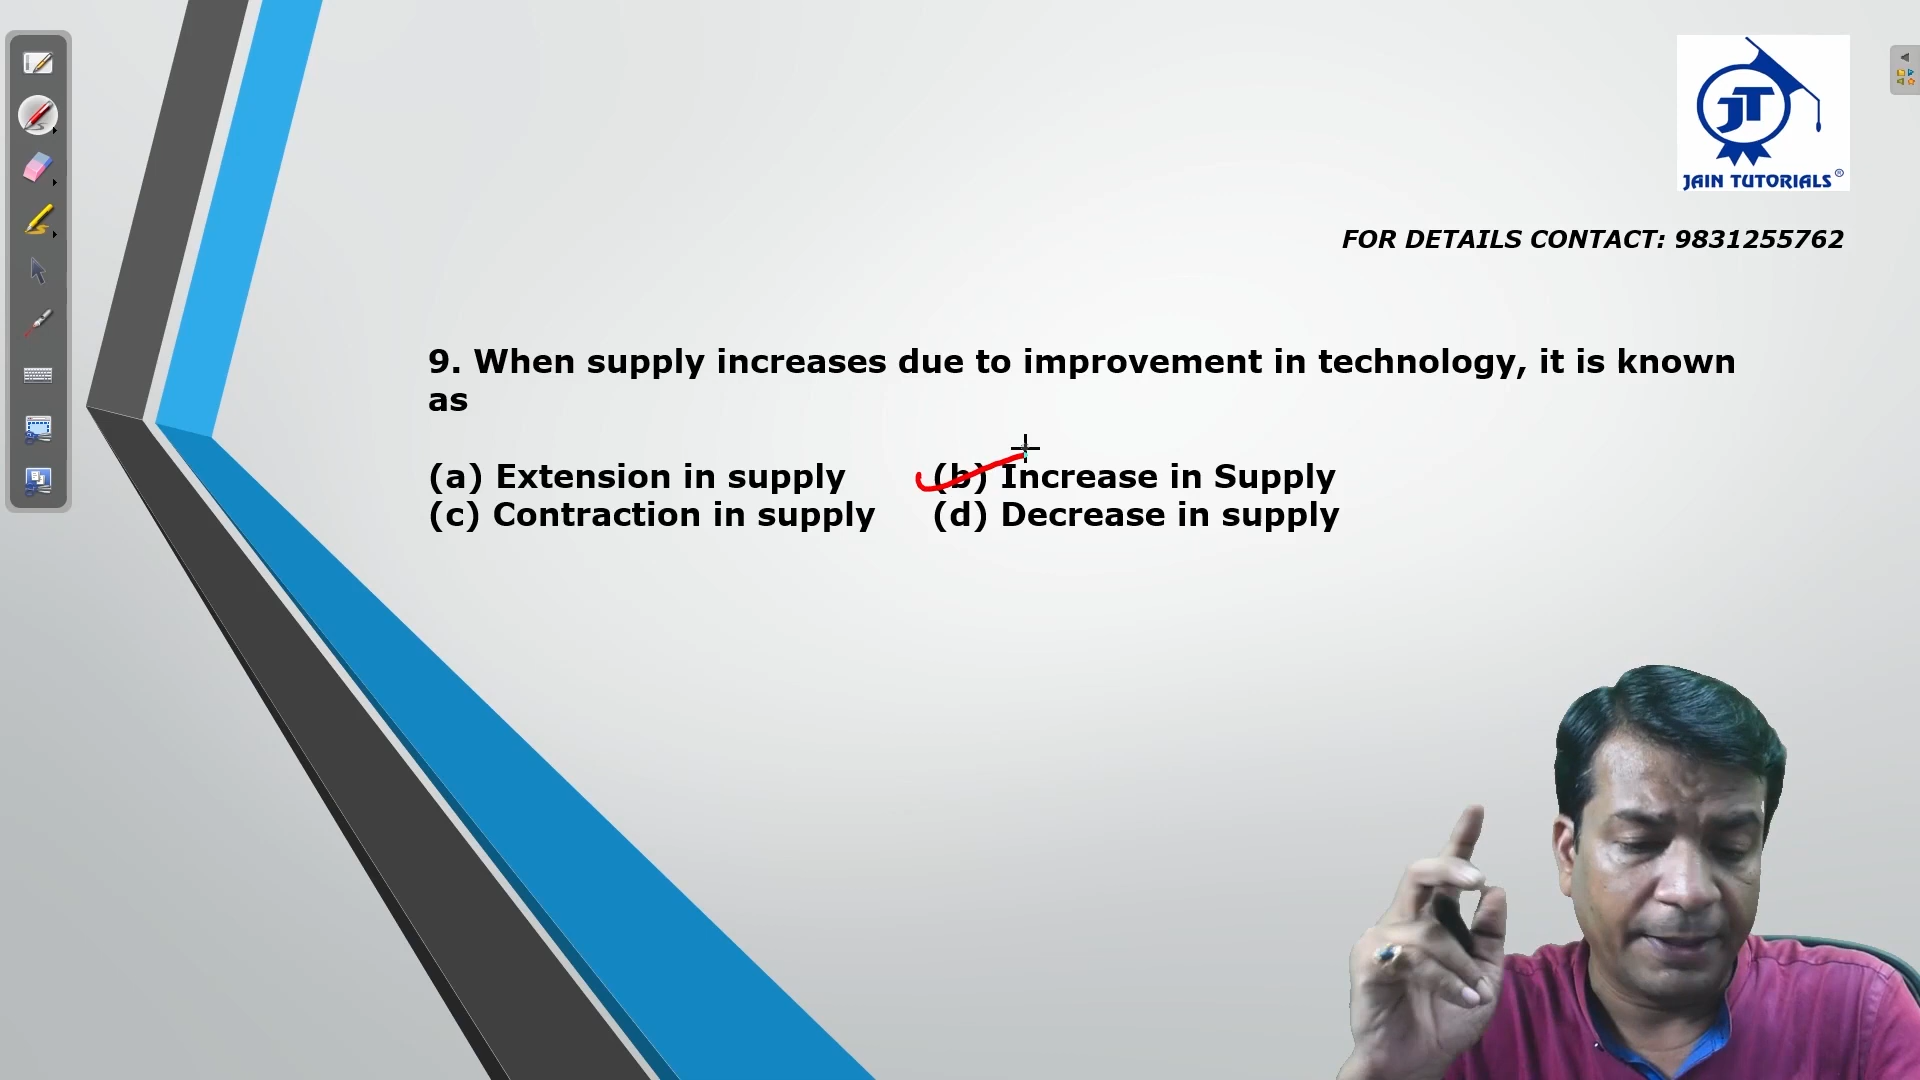 JT
JAIN TUTORIALS®
FOR DETAILS CONTACT: 9831255762
9. When supply increases due to improvement in technology, it is known
as
(a) Extension in supply (b) Increase in Supply
(c) Contraction in supply (d) Decrease in supply